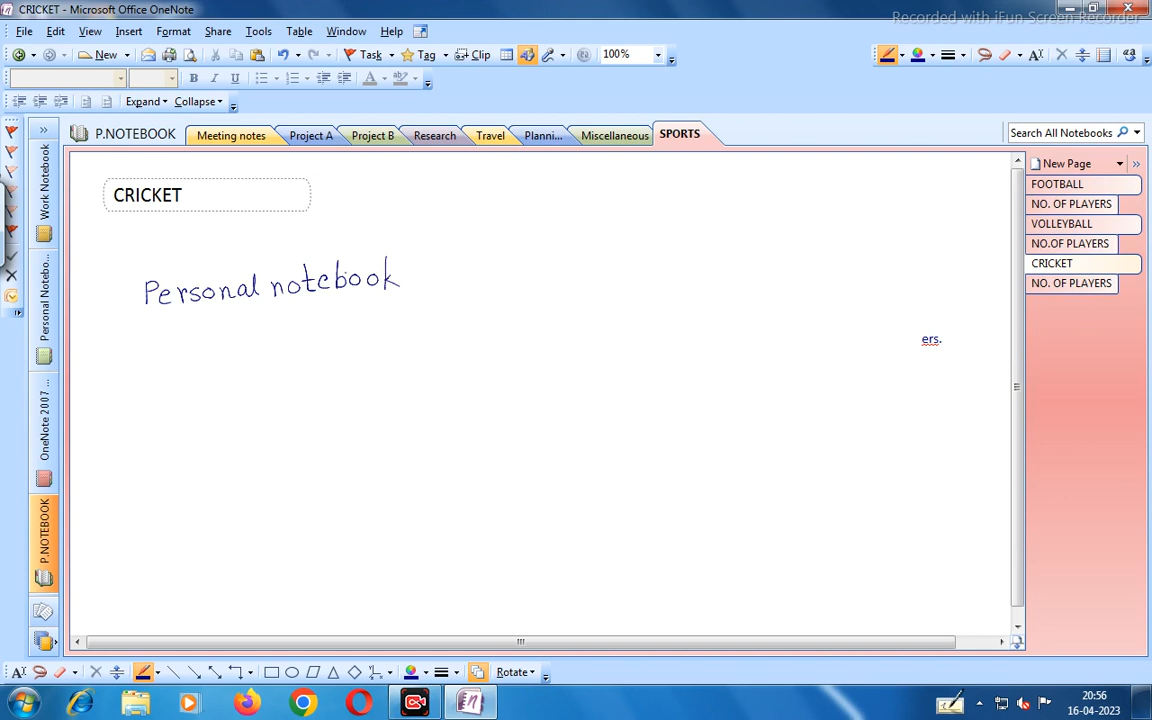 CRICKET - Microsoft Office OneNote
Recorded with iFun Screen Recorder
File Edit View Insert Format Share Tools Table Window Help
New Task Tag Clip 100%
Expand Collapse
P.NOTEBOOK Meeting notes Project A Project B Research Travel Planni... Miscellaneous SPORTS Search All Notebooks
New Page
FOOTBALL
NO. OF PLAYERS
VOLLEYBALL
NO.OF PLAYERS
CRICKET
NO. OF PLAYERS
Work Notebook
Personal Notebo...
OneNote 2007 ...
P.NOTEBOOK
CRICKET
Personal notebook
ers.
Rotate
20:56
16-04-2023